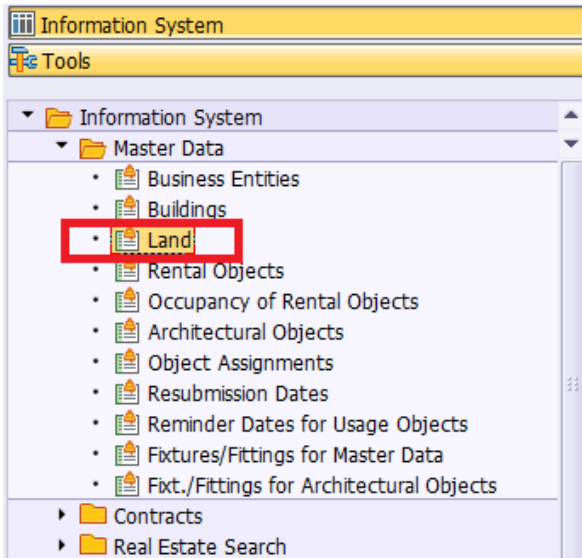 Information System
Tools
Information System
Master Data
Business Entities
Buildings
Land
Rental Objects
Occupancy of Rental Objects
Architectural Objects
Object Assignments
Resubmission Dates
Reminder Dates for Usage Objects
Fixtures/Fittings for Master Data
Fixt./Fittings for Architectural Objects
Contracts
Real Estate Search